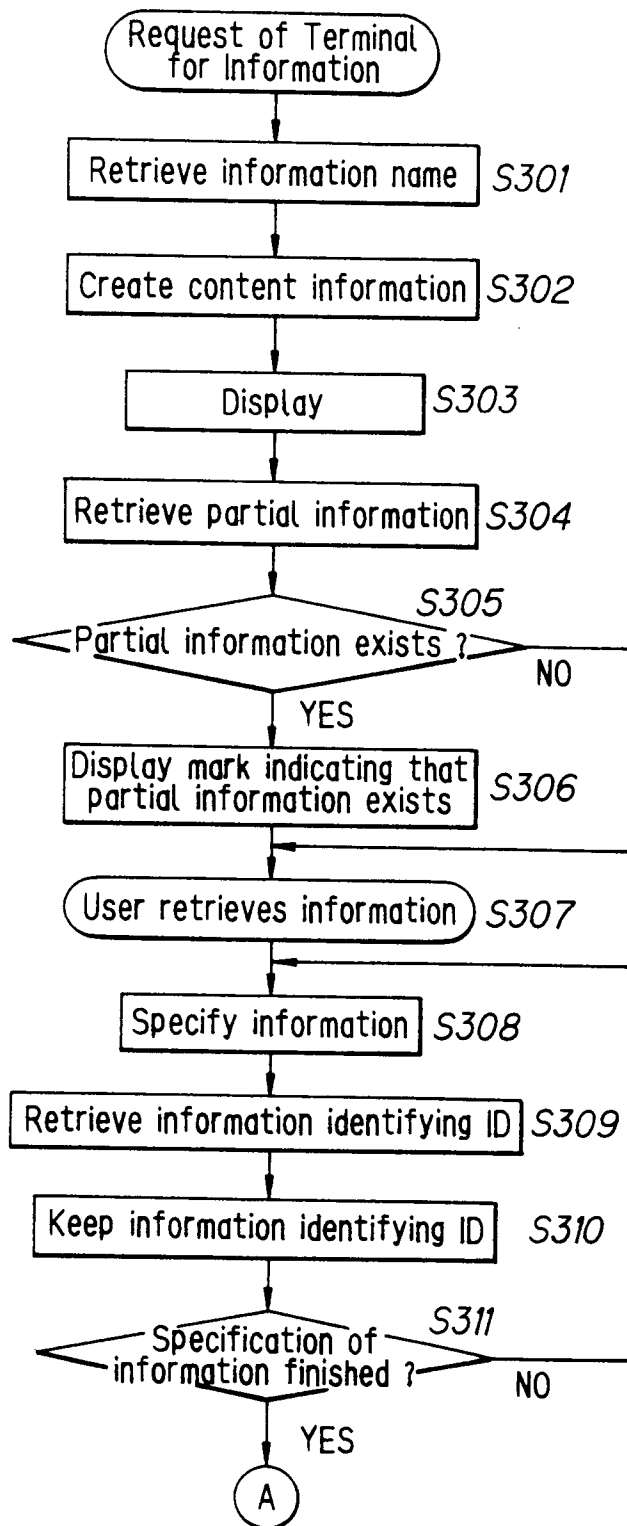 Request of Terminal
for Information
Retrieve information name S301
Create content information S302
Display S303
Retrieve partial information S304
S305
Partial information exists ?
NO
YES
Display mark indicating that
partial information exists S306
User retrieves information S307
Specify information S308
Retrieve information identifying ID S309
Keep information identifying ID S310
S311
Specification of
information finished ?
NO
YES
A